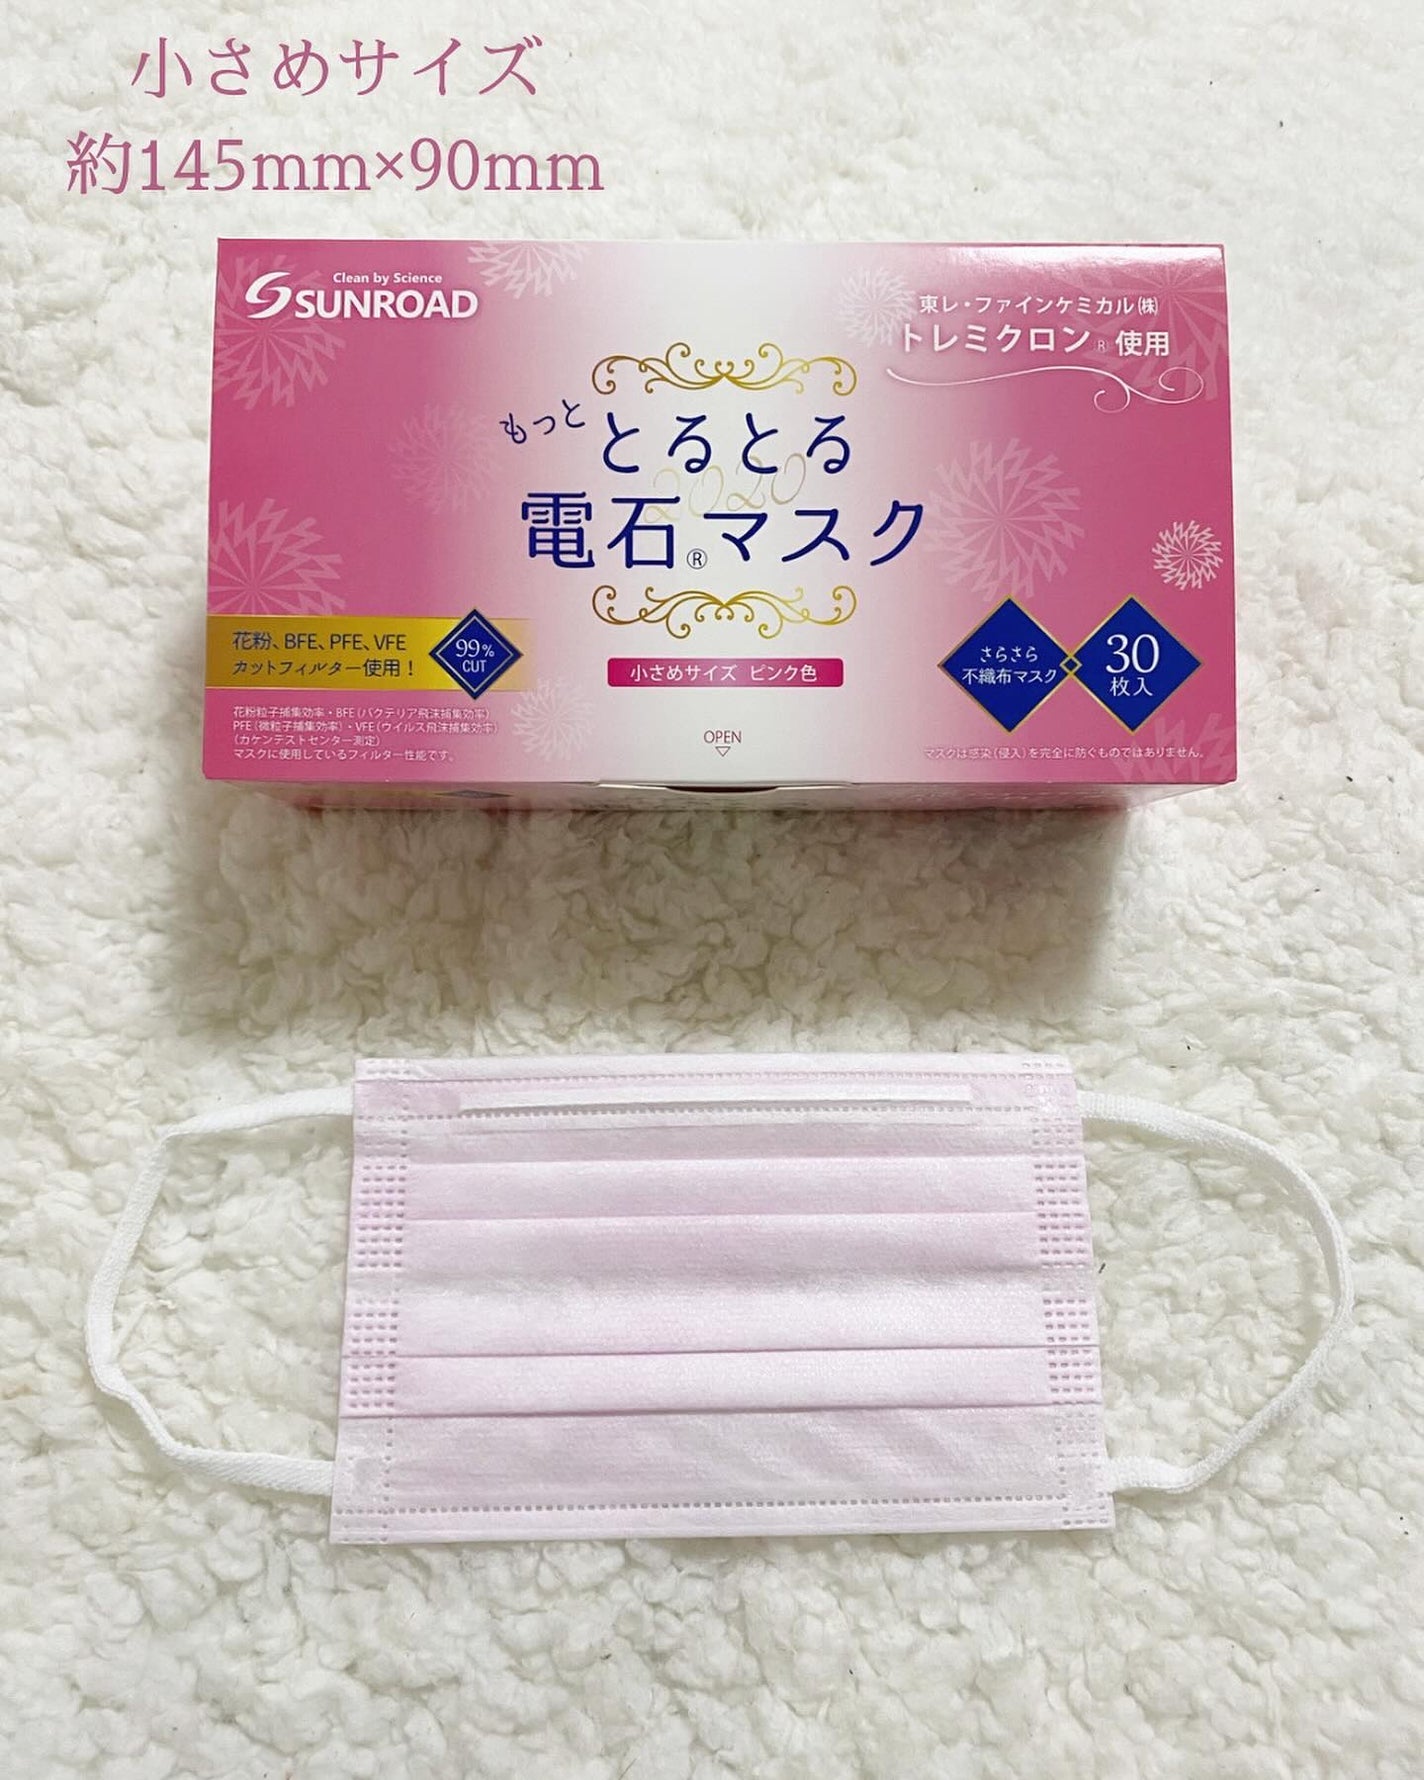 小さめサイズ
約145mm×90mm
Clean by Science
SUNROAD
東レ・ファインケミカル(株)
トレミクロン® 使用
もっと とるとる
2020
電石®マスク
花粉、BFE、PFE、VFE
カットフィルター使用！
99% CUT
小さめサイズ ピンク色
さらさら
不織布マスク
30
枚入
花粉粒子捕集効率・BFE(バクテリア飛沫捕集効率)
PFE(微粒子捕集効率)・VFE(ウイルス飛沫捕集効率)
(カケンテストセンター測定)
マスクに使用しているフィルター性能です。
OPEN
マスクは感染(侵入)を完全に防ぐものではありません。